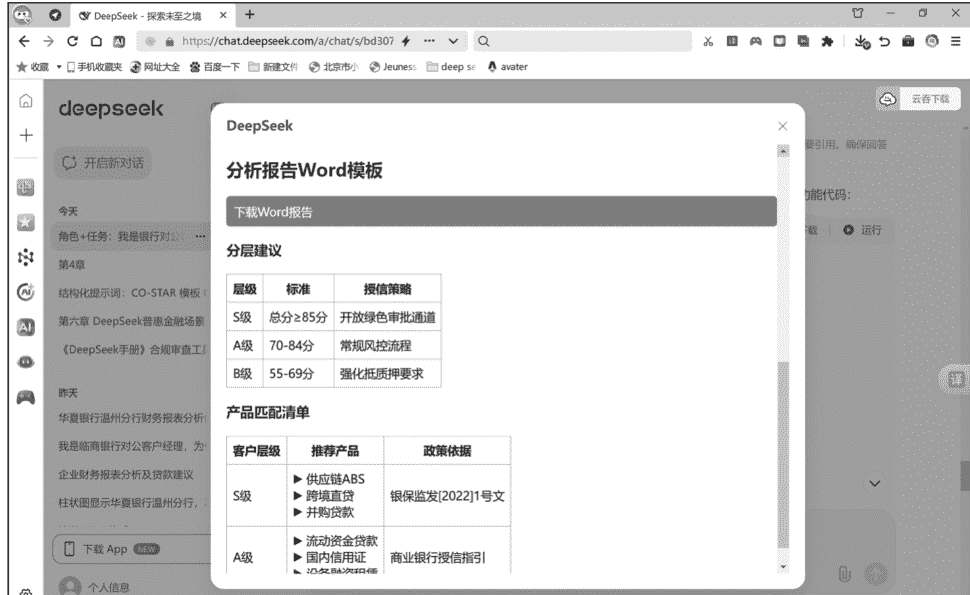 DeepSeek - 探索未至之境
https://chat.deepseek.com/a/chat/s/bd307
收藏 手机收藏夹 网址大全 百度一下 新建文件 北京市小 Jeunes deep se avater
deepseek
云吞下载
开启新对话
今天
角色+任务：我是银行对公
第4章
结构化提示词：CO-STAR 模板
第六章 DeepSeek普惠金融场景
《DeepSeek手册》合规审查工
昨天
华夏银行温州分行财务报表分析
我是临商银行对公客户经理，为
企业财务报表分析及贷款建议
柱状图显示华夏银行温州分行，
下载 App NEW
个人信息
DeepSeek
分析报告Word模板
下载Word报告
分层建议
层级 标准 授信策略
S级 总分≥85分 开放绿色审批通道
A级 70-84分 常规风控流程
B级 55-69分 强化抵质押要求
产品匹配清单
客户层级 推荐产品 政策依据
S级 ▶ 供应链ABS
▶ 跨境直贷
▶ 并购贷款
银保监发[2022]1号文
A级 ▶ 流动资金贷款
▶ 国内信用证
商业银行授信指引
要引用，确保回答
功能代码：
载 运行
译